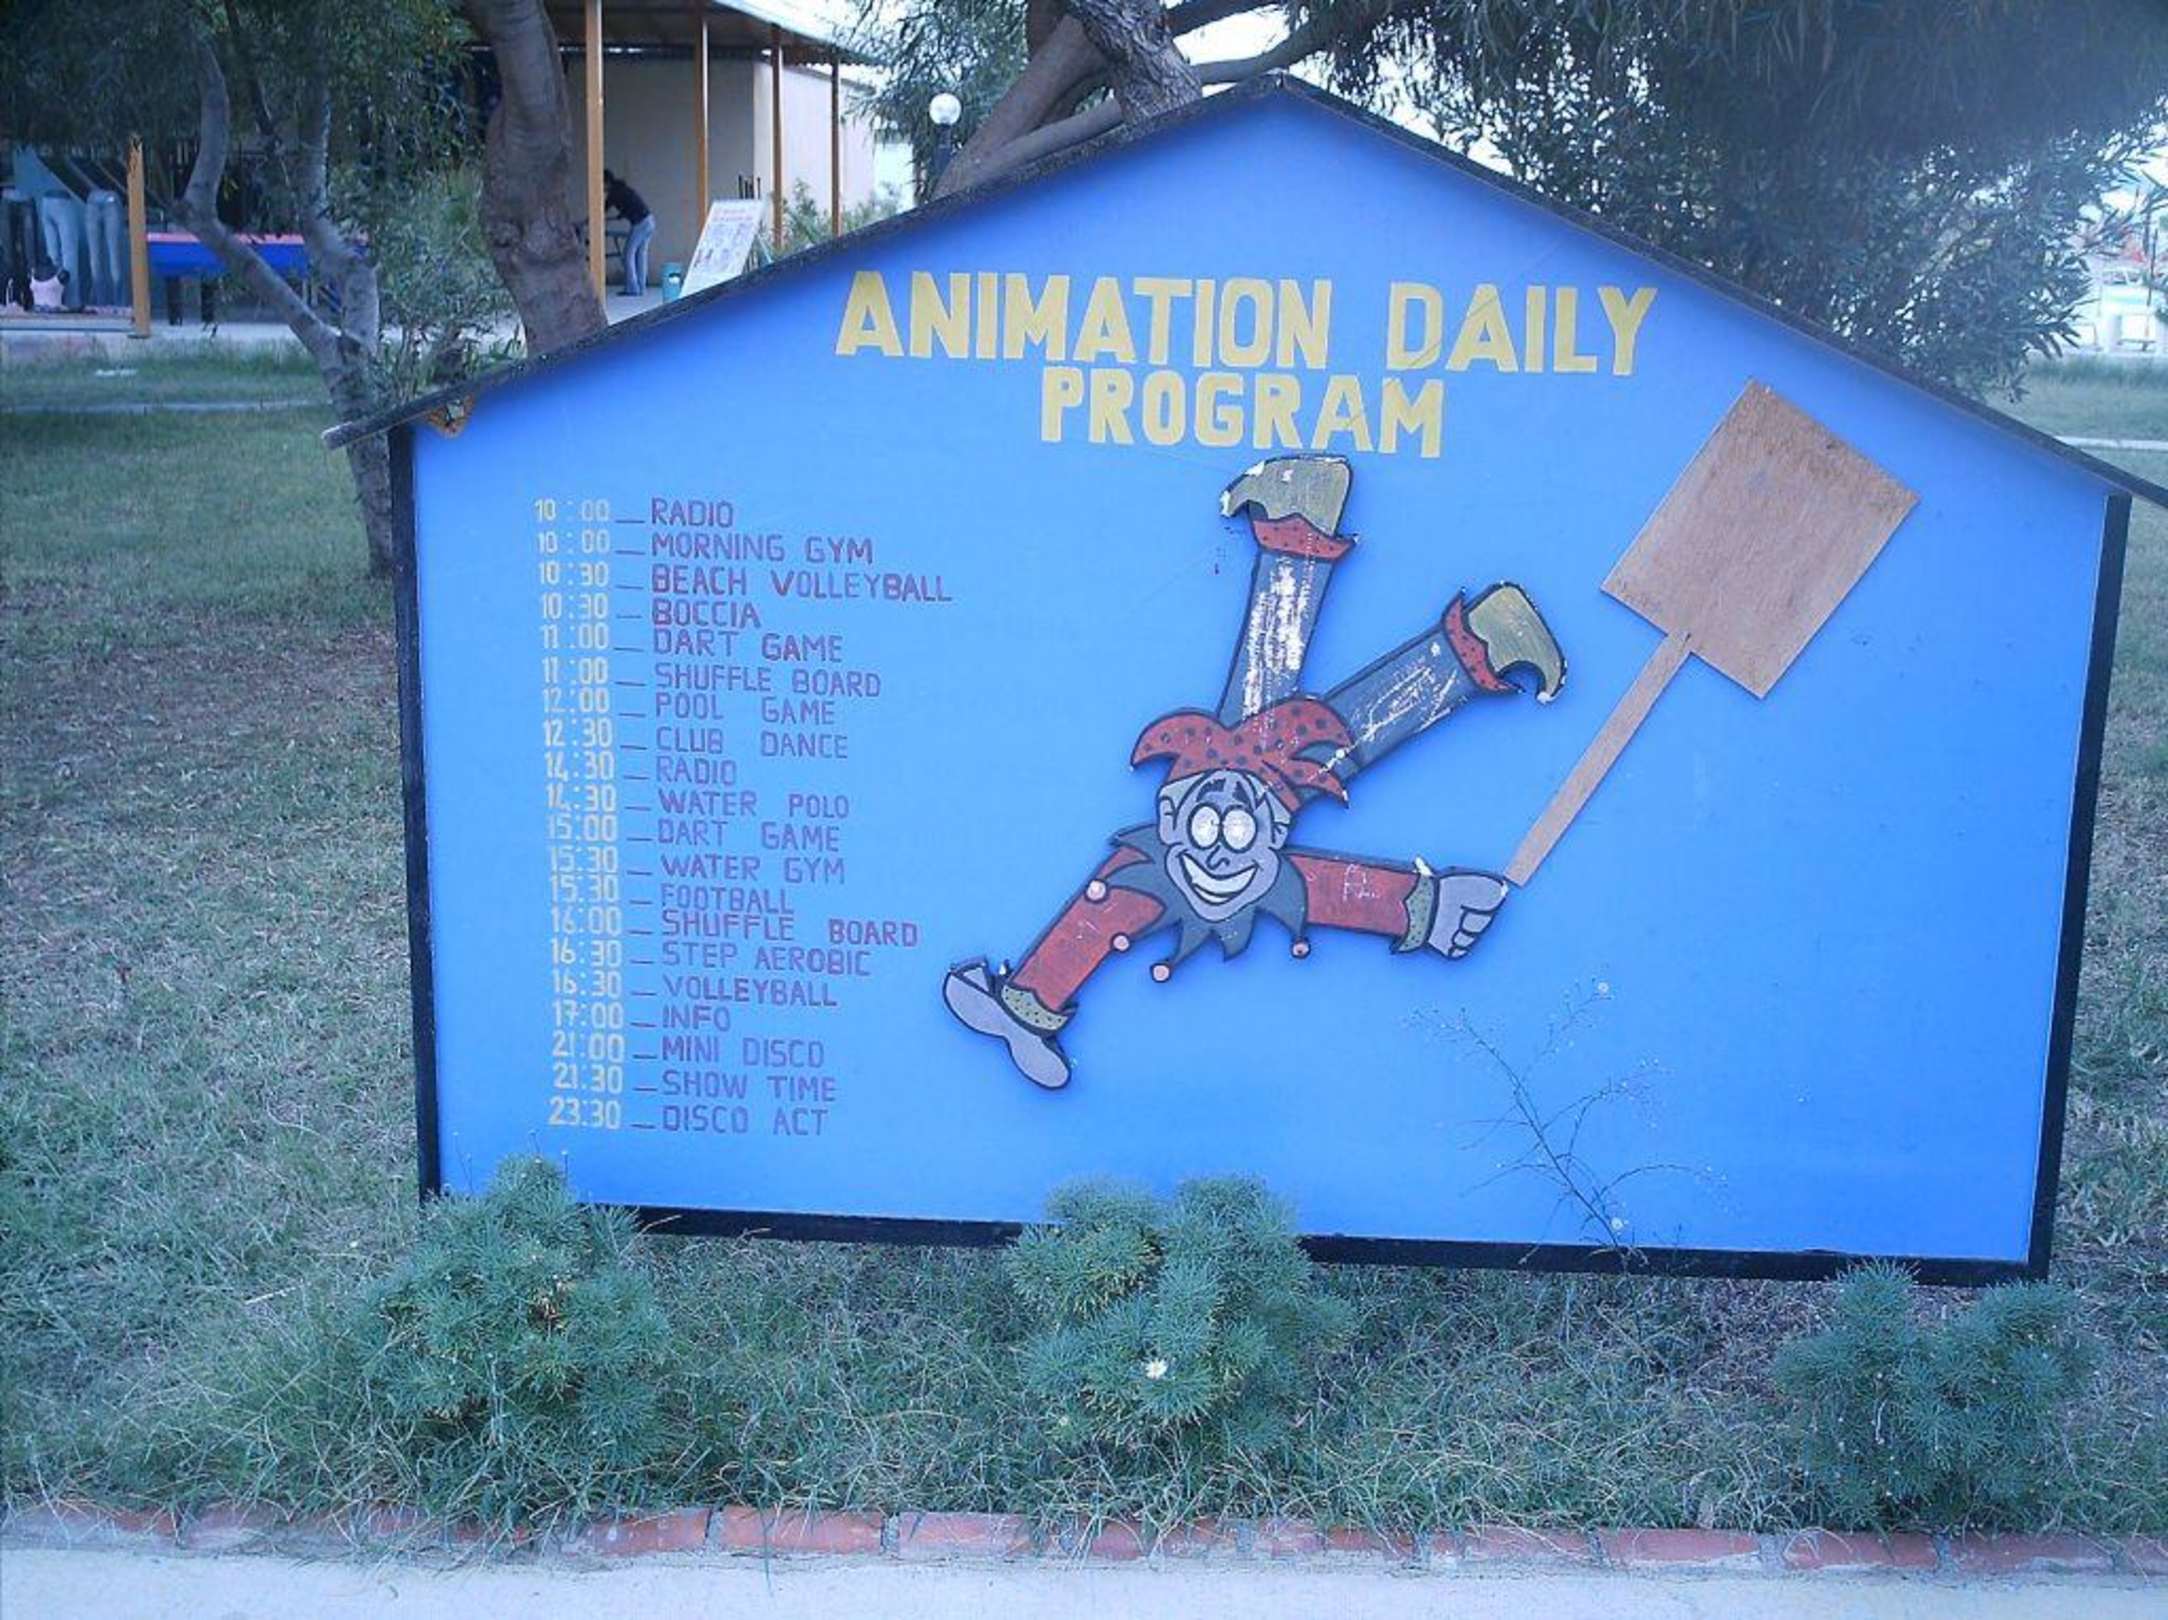 ANIMATION DAILY
PROGRAM
10:00 _ RADIO
10:00 _ MORNING GYM
10:30 _ BEACH VOLLEYBALL
10:30 _ BOCCIA
11:00 _ DART GAME
11:00 _ SHUFFLE BOARD
12:00 _ POOL GAME
12:30 _ CLUB DANCE
14:30 _ RADIO
14:30 _ WATER POLO
15:00 _ DART GAME
15:30 _ WATER GYM
15.30 _ FOOTBALL
16:00 _ SHUFFLE BOARD
16:30 _ STEP AEROBIC
16:30 _ VOLLEYBALL
17:00 _ INFO
21:00 _ MINI DISCO
21:30 _ SHOW TIME
23:30 _ DISCO ACT